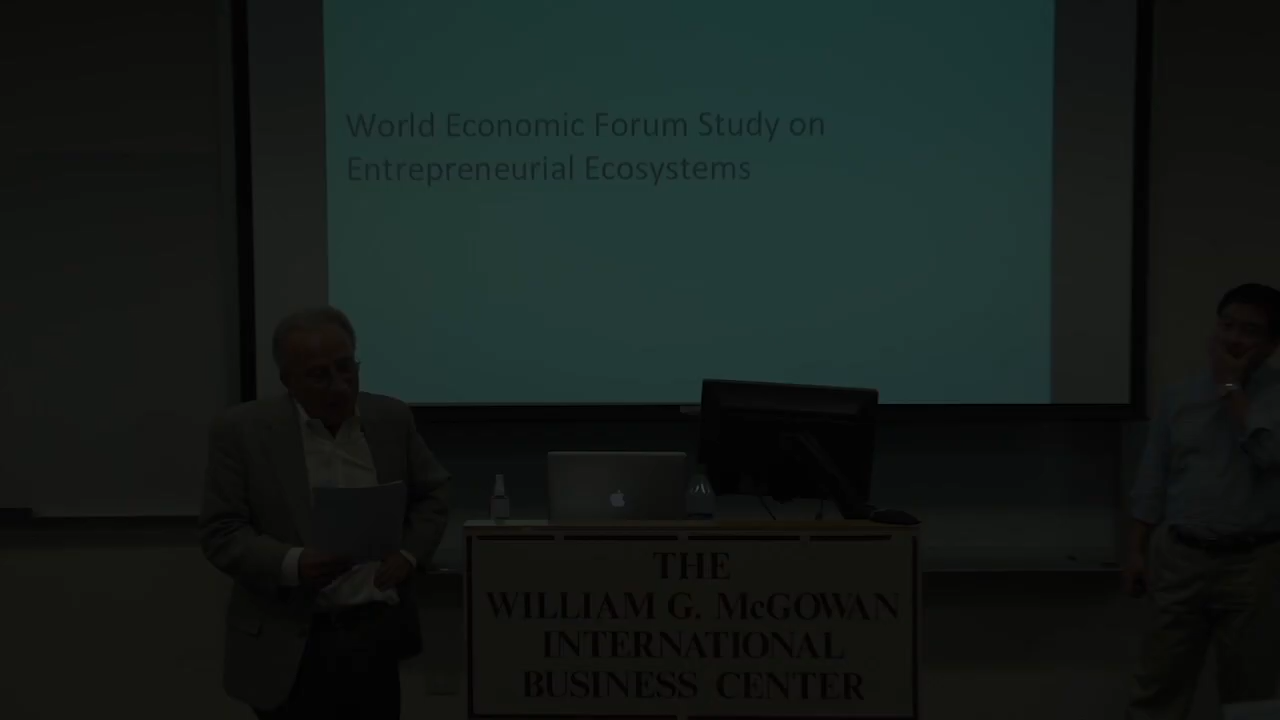 World Economic Forum Study on
Entrepreneurial Ecosystems
THE
WILLIAM G. McGOWAN
INTERNATIONAL
BUSINESS CENTER